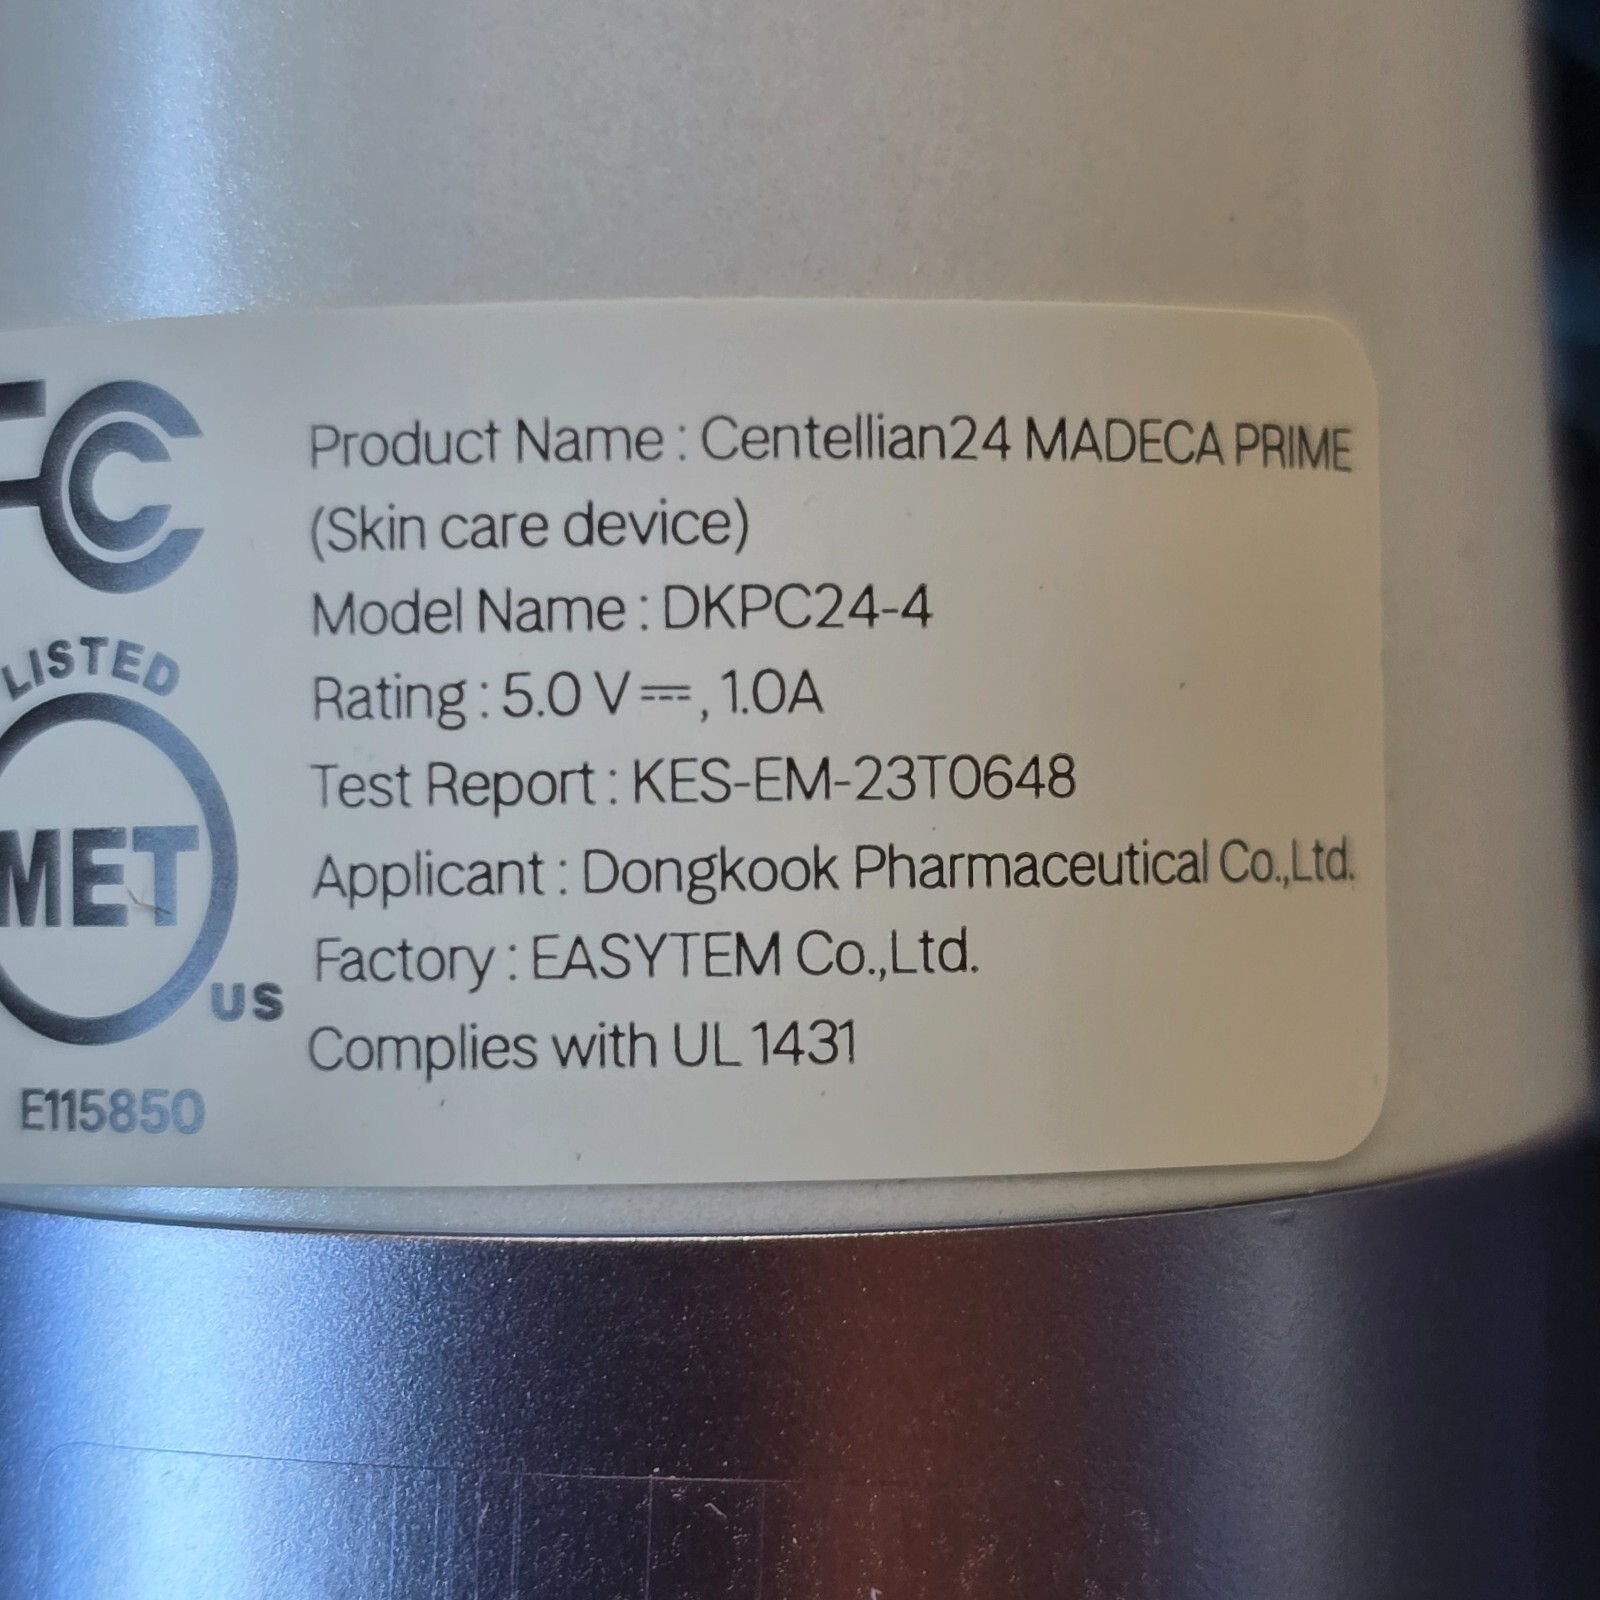 FC
LISTED
MET
US
E115850
Product Name : Centellian24 MADECA PRIME
(Skin care device)
Model Name : DKPC24-4
Rating : 5.0 V⎓, 1.0A
Test Report : KES-EM-23T0648
Applicant : Dongkook Pharmaceutical Co.,Ltd.
Factory : EASYTEM Co.,Ltd.
Complies with UL 1431